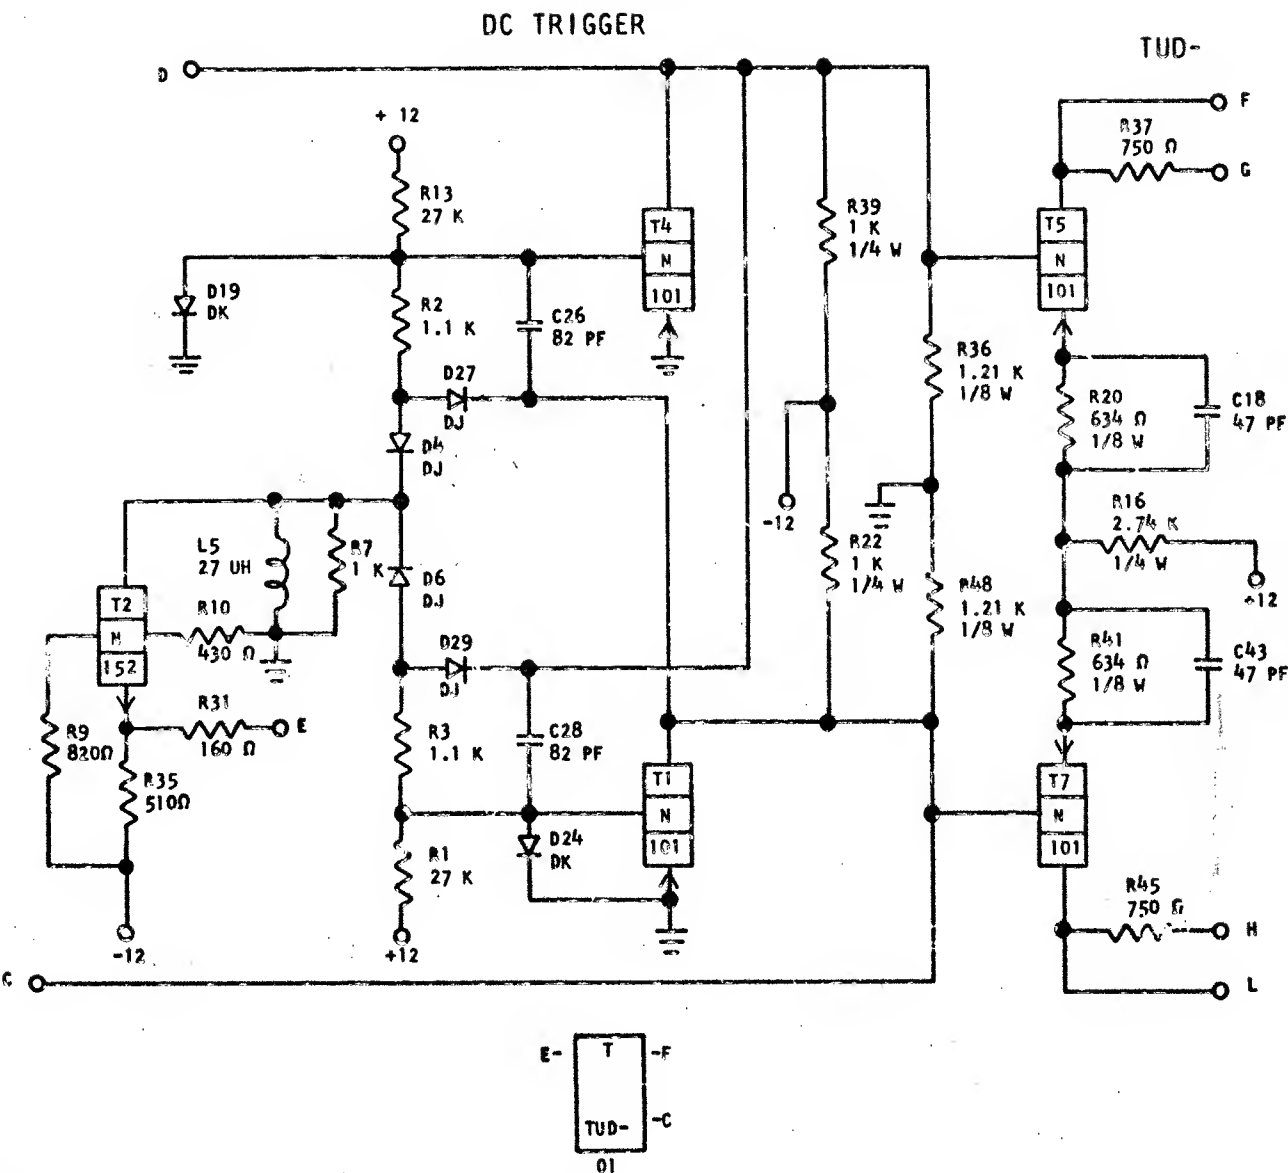 DC TRIGGER
TUD-
D
+ 12
R13
27 K
D19
DK
R2
1.1 K
C26
82 PF
T4
N
101
D27
DJ
D4
DJ
R39
1 K
1/4 W
R36
1.21 K
1/8 W
F
R37
750 Ω
G
T5
N
101
R20
634 Ω
1/8 W
C18
47 PF
-12
R16
2.74 K
1/4 W
+12
L5
27 UH
R7
1 K
D6
DJ
R22
1 K
1/4 W
R48
1.21 K
1/8 W
T2
N
152
R10
430 Ω
D29
DJ
R41
634 Ω
1/8 W
C43
47 PF
R31
160 Ω
E
R9
820Ω
R35
510Ω
R3
1.1 K
C28
82 PF
T1
N
101
T7
N
101
D24
DK
R1
27 K
R45
750 Ω
H
L
-12
+12
C
E-
T
-F
-C
TUD-
01